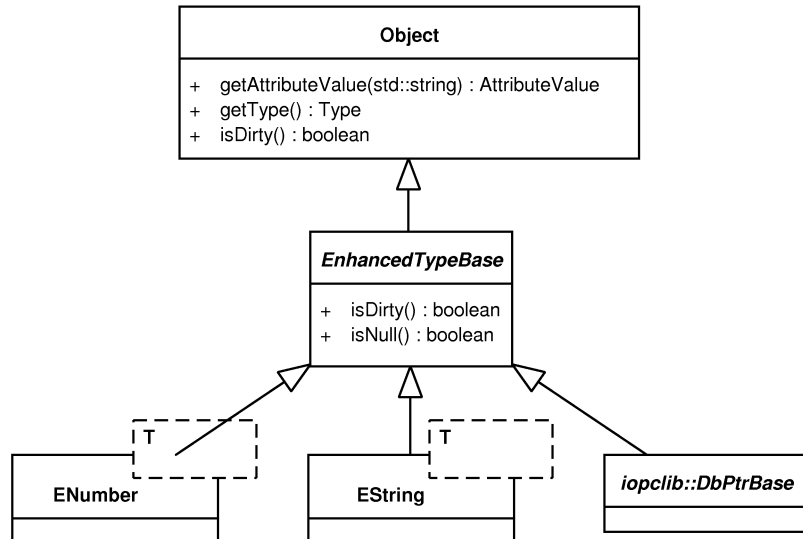 Object
+ getAttributeValue(std::string) : AttributeValue
+ getType() : Type
+ isDirty() : boolean
EnhancedTypeBase
+ isDirty() : boolean
+ isNull() : boolean
T
ENumber
T
EString
iopclib::DbPtrBase